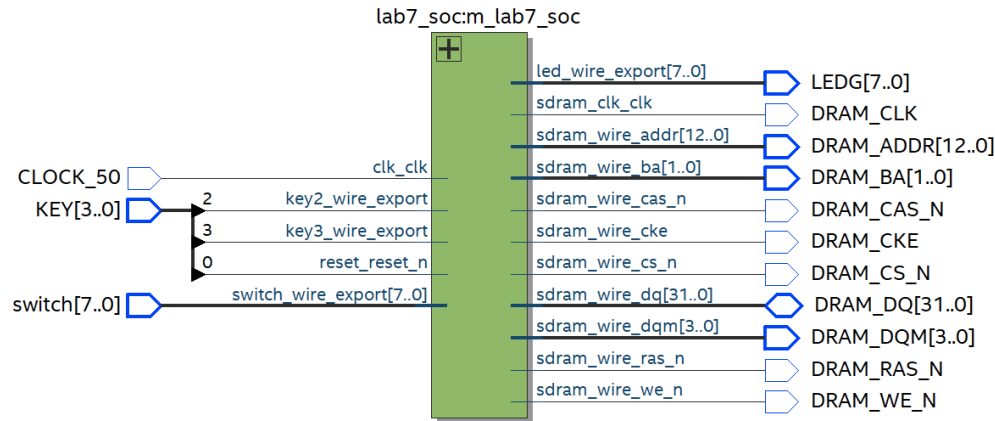 lab7_soc:m_lab7_soc
led_wire_export[7..0] LEDG[7..0]
sdram_clk_clk DRAM_CLK
sdram_wire_addr[12..0] DRAM_ADDR[12..0]
CLOCK_50 clk_clk sdram_wire_ba[1..0] DRAM_BA[1..0]
KEY[3..0] 2 key2_wire_export sdram_wire_cas_n DRAM_CAS_N
3 key3_wire_export sdram_wire_cke DRAM_CKE
0 reset_reset_n sdram_wire_cs_n DRAM_CS_N
switch[7..0] switch_wire_export[7..0] sdram_wire_dq[31..0] DRAM_DQ[31..0]
sdram_wire_dqm[3..0] DRAM_DQM[3..0]
sdram_wire_ras_n DRAM_RAS_N
sdram_wire_we_n DRAM_WE_N